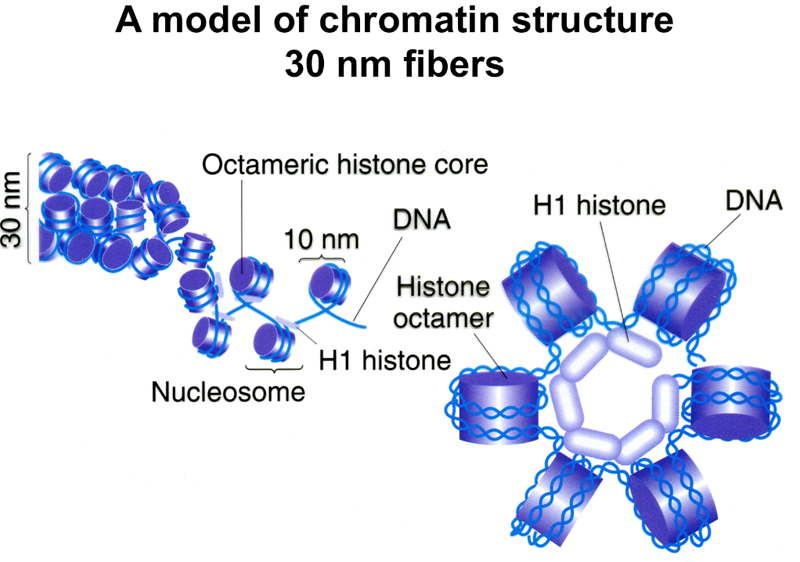 A model of chromatin structure
30 nm fibers
30 nm
Octameric histone core
10 nm
DNA
H1 histone
Nucleosome
H1 histone
DNA
Histone
octamer